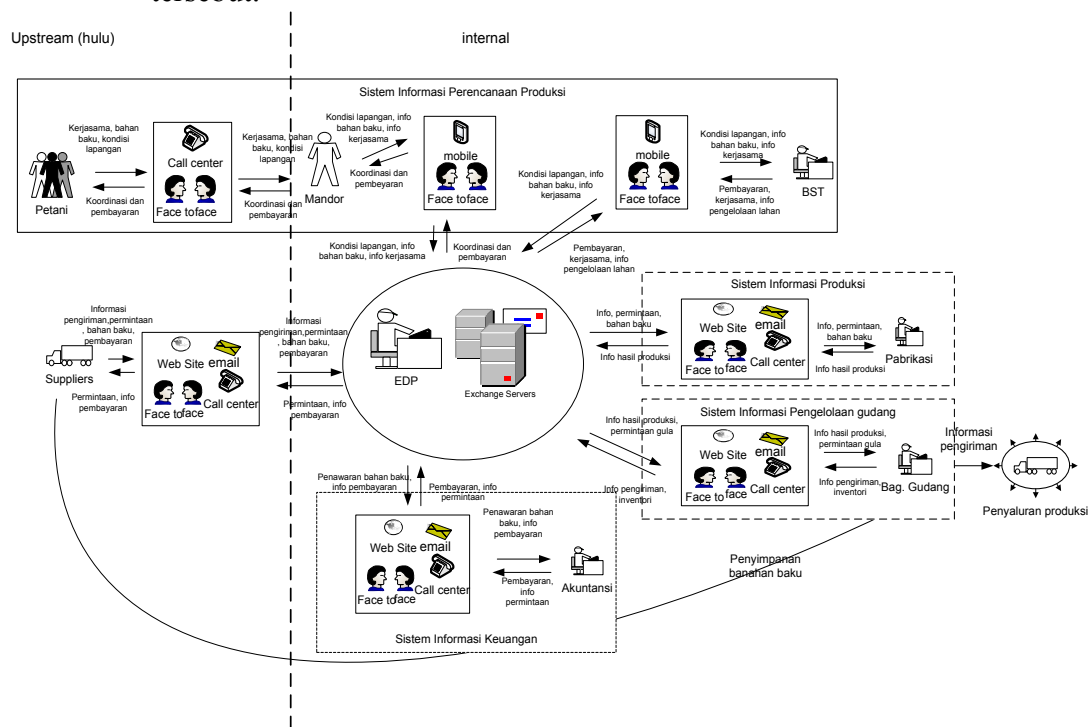 tersebut.
Upstream (hulu)
internal
Sistem Informasi Perencanaan Produksi
Kerjasama, bahan
baku, kondisi
lapangan
Call center
Face toface
Petani
Koordinasi dan
pembayaran
Kerjasama, bahan
baku, kondisi
lapangan
Koordinasi dan
pembayaran
Mandor
Kondisi lapangan, info
bahan baku, info
kerjasama
Koordinasi dan
pembeyaran
mobile
Face toface
Kondisi lapangan, info
bahan baku, info
kerjasama
mobile
Face toface
Kondisi lapangan, info
bahan baku, info
kerjasama
Pembayaran,
kerjasama, info
pengelolaan lahan
BST
Kondisi lapangan, info
bahan baku, info kerjasama
Koordinasi dan
pembayaran
Pembayaran,
kerjasama, info
pengelolaan lahan
Informasi
pengiriman,permintaan
, bahan baku,
pembayaran
Suppliers
Permintaan, info
pembayaran
Web Site email
Face toface
Call center
Informasi
pengiriman,permintaan
, bahan baku,
pembayaran
Permintaan, info
pembayaran
EDP
Exchange Servers
Sistem Informasi Produksi
Info, permintaan,
bahan baku
Info hasil produksi
Web Site email
Face toface
Call center
Info, permintaan,
bahan baku
Info hasil produksi
Pabrikasi
Sistem Informasi Pengelolaan gudang
Info hasil produksi,
permintaan gula
Info pengiriman,
inventori
Web Site email
Face toface
Call center
Info hasil produksi,
permintaan gula
Info pengiriman,
inventori
Bag. Gudang
Informasi
pengiriman
Penyaluran produksi
Penawaran bahan baku,
info pembayaran
Pembayaran, info
permintaan
Web Site email
Face toface
Call center
Penawaran bahan
baku, info
pembayaran
Pembayaran,
info
permintaan
Akuntansi
Sistem Informasi Keuangan
Penyimpanan
banahan baku